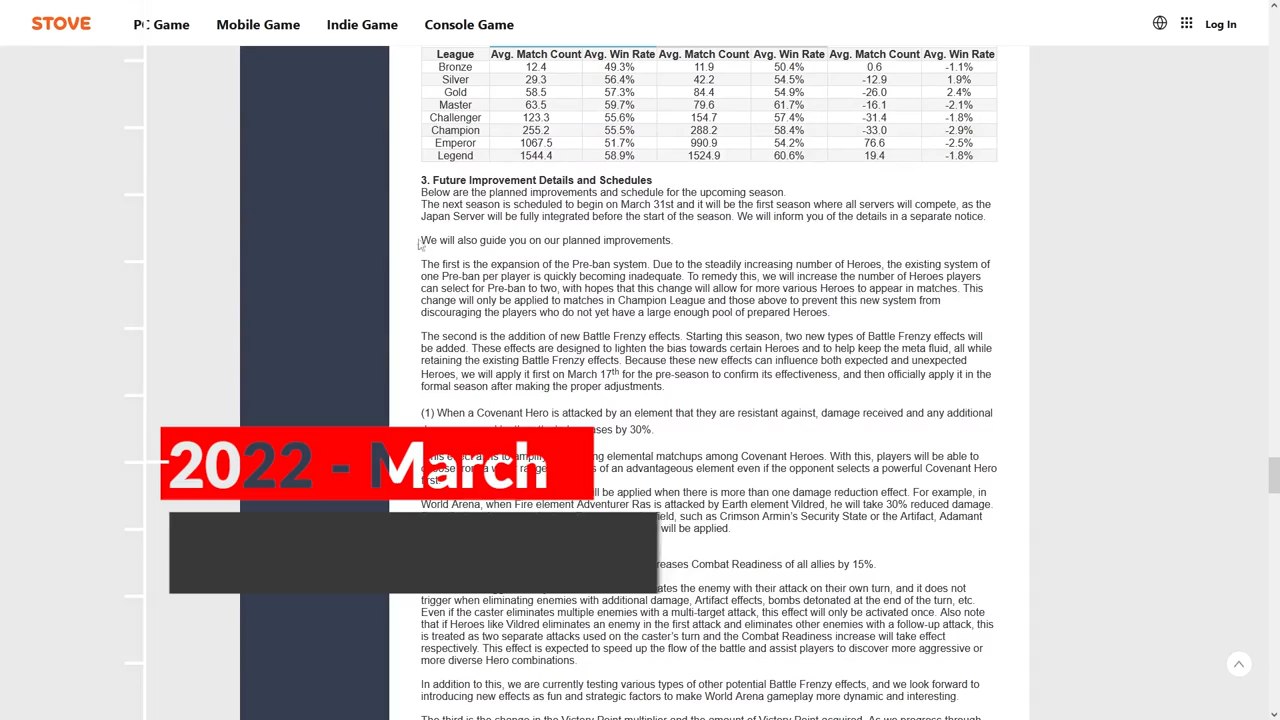 STOVE PC Game Mobile Game Indie Game Console Game Log In
League Avg. Match Count Avg. Win Rate Avg. Match Count Avg. Win Rate Avg. Match Count Avg. Win Rate
Bronze 12.4 49.3% 11.9 50.4% 0.6 -1.1%
Silver 29.3 56.4% 42.2 54.5% -12.9 1.9%
Gold 58.5 57.3% 84.4 54.9% -26.0 2.4%
Master 63.5 59.7% 79.6 61.7% -16.1 -2.1%
Challenger 123.3 55.6% 154.7 57.4% -31.4 -1.8%
Champion 255.2 55.5% 288.2 58.4% -33.0 -2.9%
Emperor 1067.5 51.7% 990.9 54.2% 76.6 -2.5%
Legend 1544.4 58.9% 1524.9 60.6% 19.4 -1.8%
3. Future Improvement Details and Schedules
Below are the planned improvements and schedule for the upcoming season.
The next season is scheduled to begin on March 31st and it will be the first season where all servers will compete, as the
Japan Server will be fully integrated before the start of the season. We will inform you of the details in a separate notice.
We will also guide you on our planned improvements.
The first is the expansion of the Pre-ban system. Due to the steadily increasing number of Heroes, the existing system of
one Pre-ban per player is quickly becoming inadequate. To remedy this, we will increase the number of Heroes players
can select for Pre-ban to two, with hopes that this change will allow for more various Heroes to appear in matches. This
change will only be applied to matches in Champion League and those above to prevent this new system from
discouraging the players who do not yet have a large enough pool of prepared Heroes.
The second is the addition of new Battle Frenzy effects. Starting this season, two new types of Battle Frenzy effects will
be added. These effects are designed to lighten the bias towards certain Heroes and to help keep the meta fluid, all while
retaining the existing Battle Frenzy effects. Because these new effects can influence both expected and unexpected
Heroes, we will apply it first on March 17th for the pre-season to confirm its effectiveness, and then officially apply it in the
formal season after making the proper adjustments.
(1) When a Covenant Hero is attacked by an element that they are resistant against, damage received and any additional
by 30%.
2022 - March
elemental matchups among Covenant Heroes. With this, players will be able to
of an advantageous element even if the opponent selects a powerful Covenant Hero
be applied when there is more than one damage reduction effect. For example, in
World Arena, when Fire element Adventurer Ras is attacked by Earth element Vildred, he will take 30% reduced damage.
such as Crimson Armin's Security State or the Artifact, Adamant
will be applied.
Combat Readiness of all allies by 15%.
the enemy with their attack on their own turn, and it does not
trigger when eliminating enemies with additional damage, Artifact effects, bombs detonated at the end of the turn, etc.
Even if the caster eliminates multiple enemies with a multi-target attack, this effect will only be activated once. Also note
that if Heroes like Vildred eliminates an enemy in the first attack and eliminates other enemies with a follow-up attack, this
is treated as two separate attacks used on the caster's turn and the Combat Readiness increase will take effect
respectively. This effect is expected to speed up the flow of the battle and assist players to discover more aggressive or
more diverse Hero combinations.
In addition to this, we are currently testing various types of other potential Battle Frenzy effects, and we look forward to
introducing new effects as fun and strategic factors to make World Arena gameplay more dynamic and interesting.
The third is the change in the Victory Point multiplier and the amount of Victory Point acquired. As we progress through